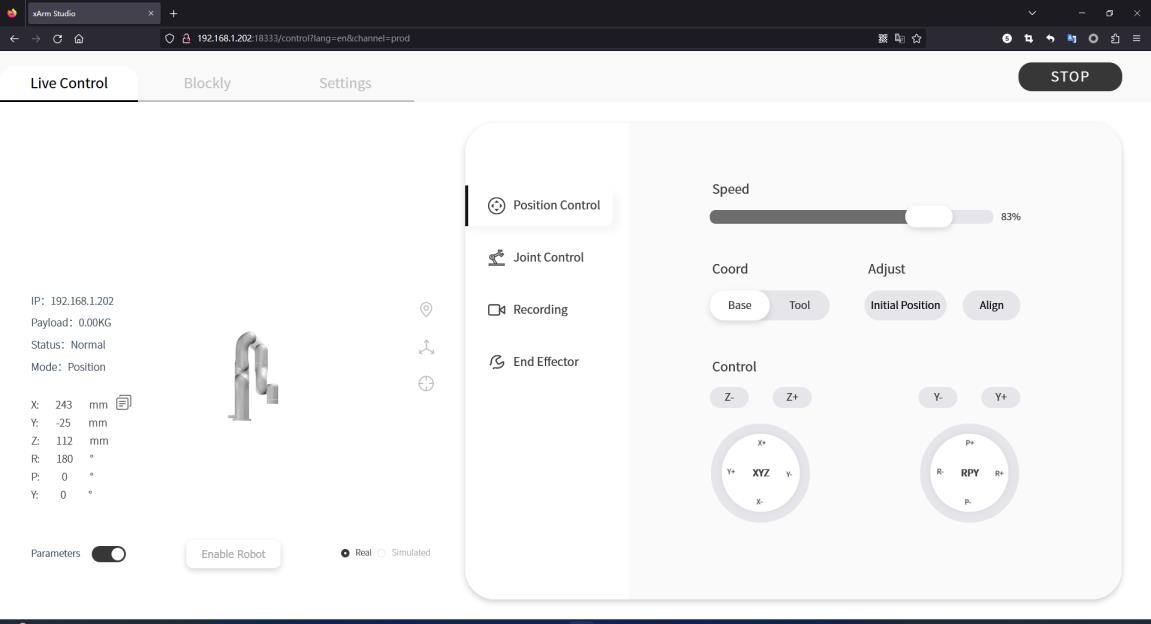 xArm Studio
192.168.1.202:18333/control?lang=en&channel=prod
Live Control
Blockly
Settings
STOP
IP: 192.168.1.202
Payload: 0.00KG
Status: Normal
Mode: Position
X: 243 mm
Y: -25 mm
Z: 112 mm
R: 180 °
P: 0 °
Y: 0 °
Parameters
Enable Robot
Real
Simulated
Position Control
Joint Control
Recording
End Effector
Speed
83%
Coord
Adjust
Base
Tool
Initial Position
Align
Control
Z-
Z+
Y-
Y+
X+
Y+
XYZ
Y-
X-
P+
R-
RPY
R+
P-